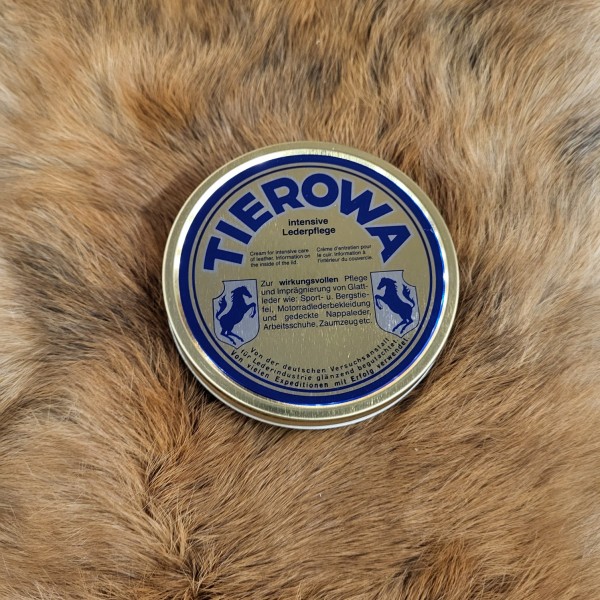 TIEROWA
intensive
Lederpflege
Cream for intensive care
of leather. Information on
the inside of the lid.
Crème d'entretien pour
le cuir. Information à
l'intérieur du couvercle.
Zur wirkungsvollen Pflege
und Imprägnierung von Glatt-
leder wie: Sport- u. Bergstie-
fel, Motorradlederbekleidung
und gedeckte Nappaleder,
Arbeitsschuhe, Zaumzeug etc.
Von der deutschen Versuchsanstalt
für Lederindustrie glänzend begutachtet.
Von vielen Expeditionen mit Erfolg verwendet.